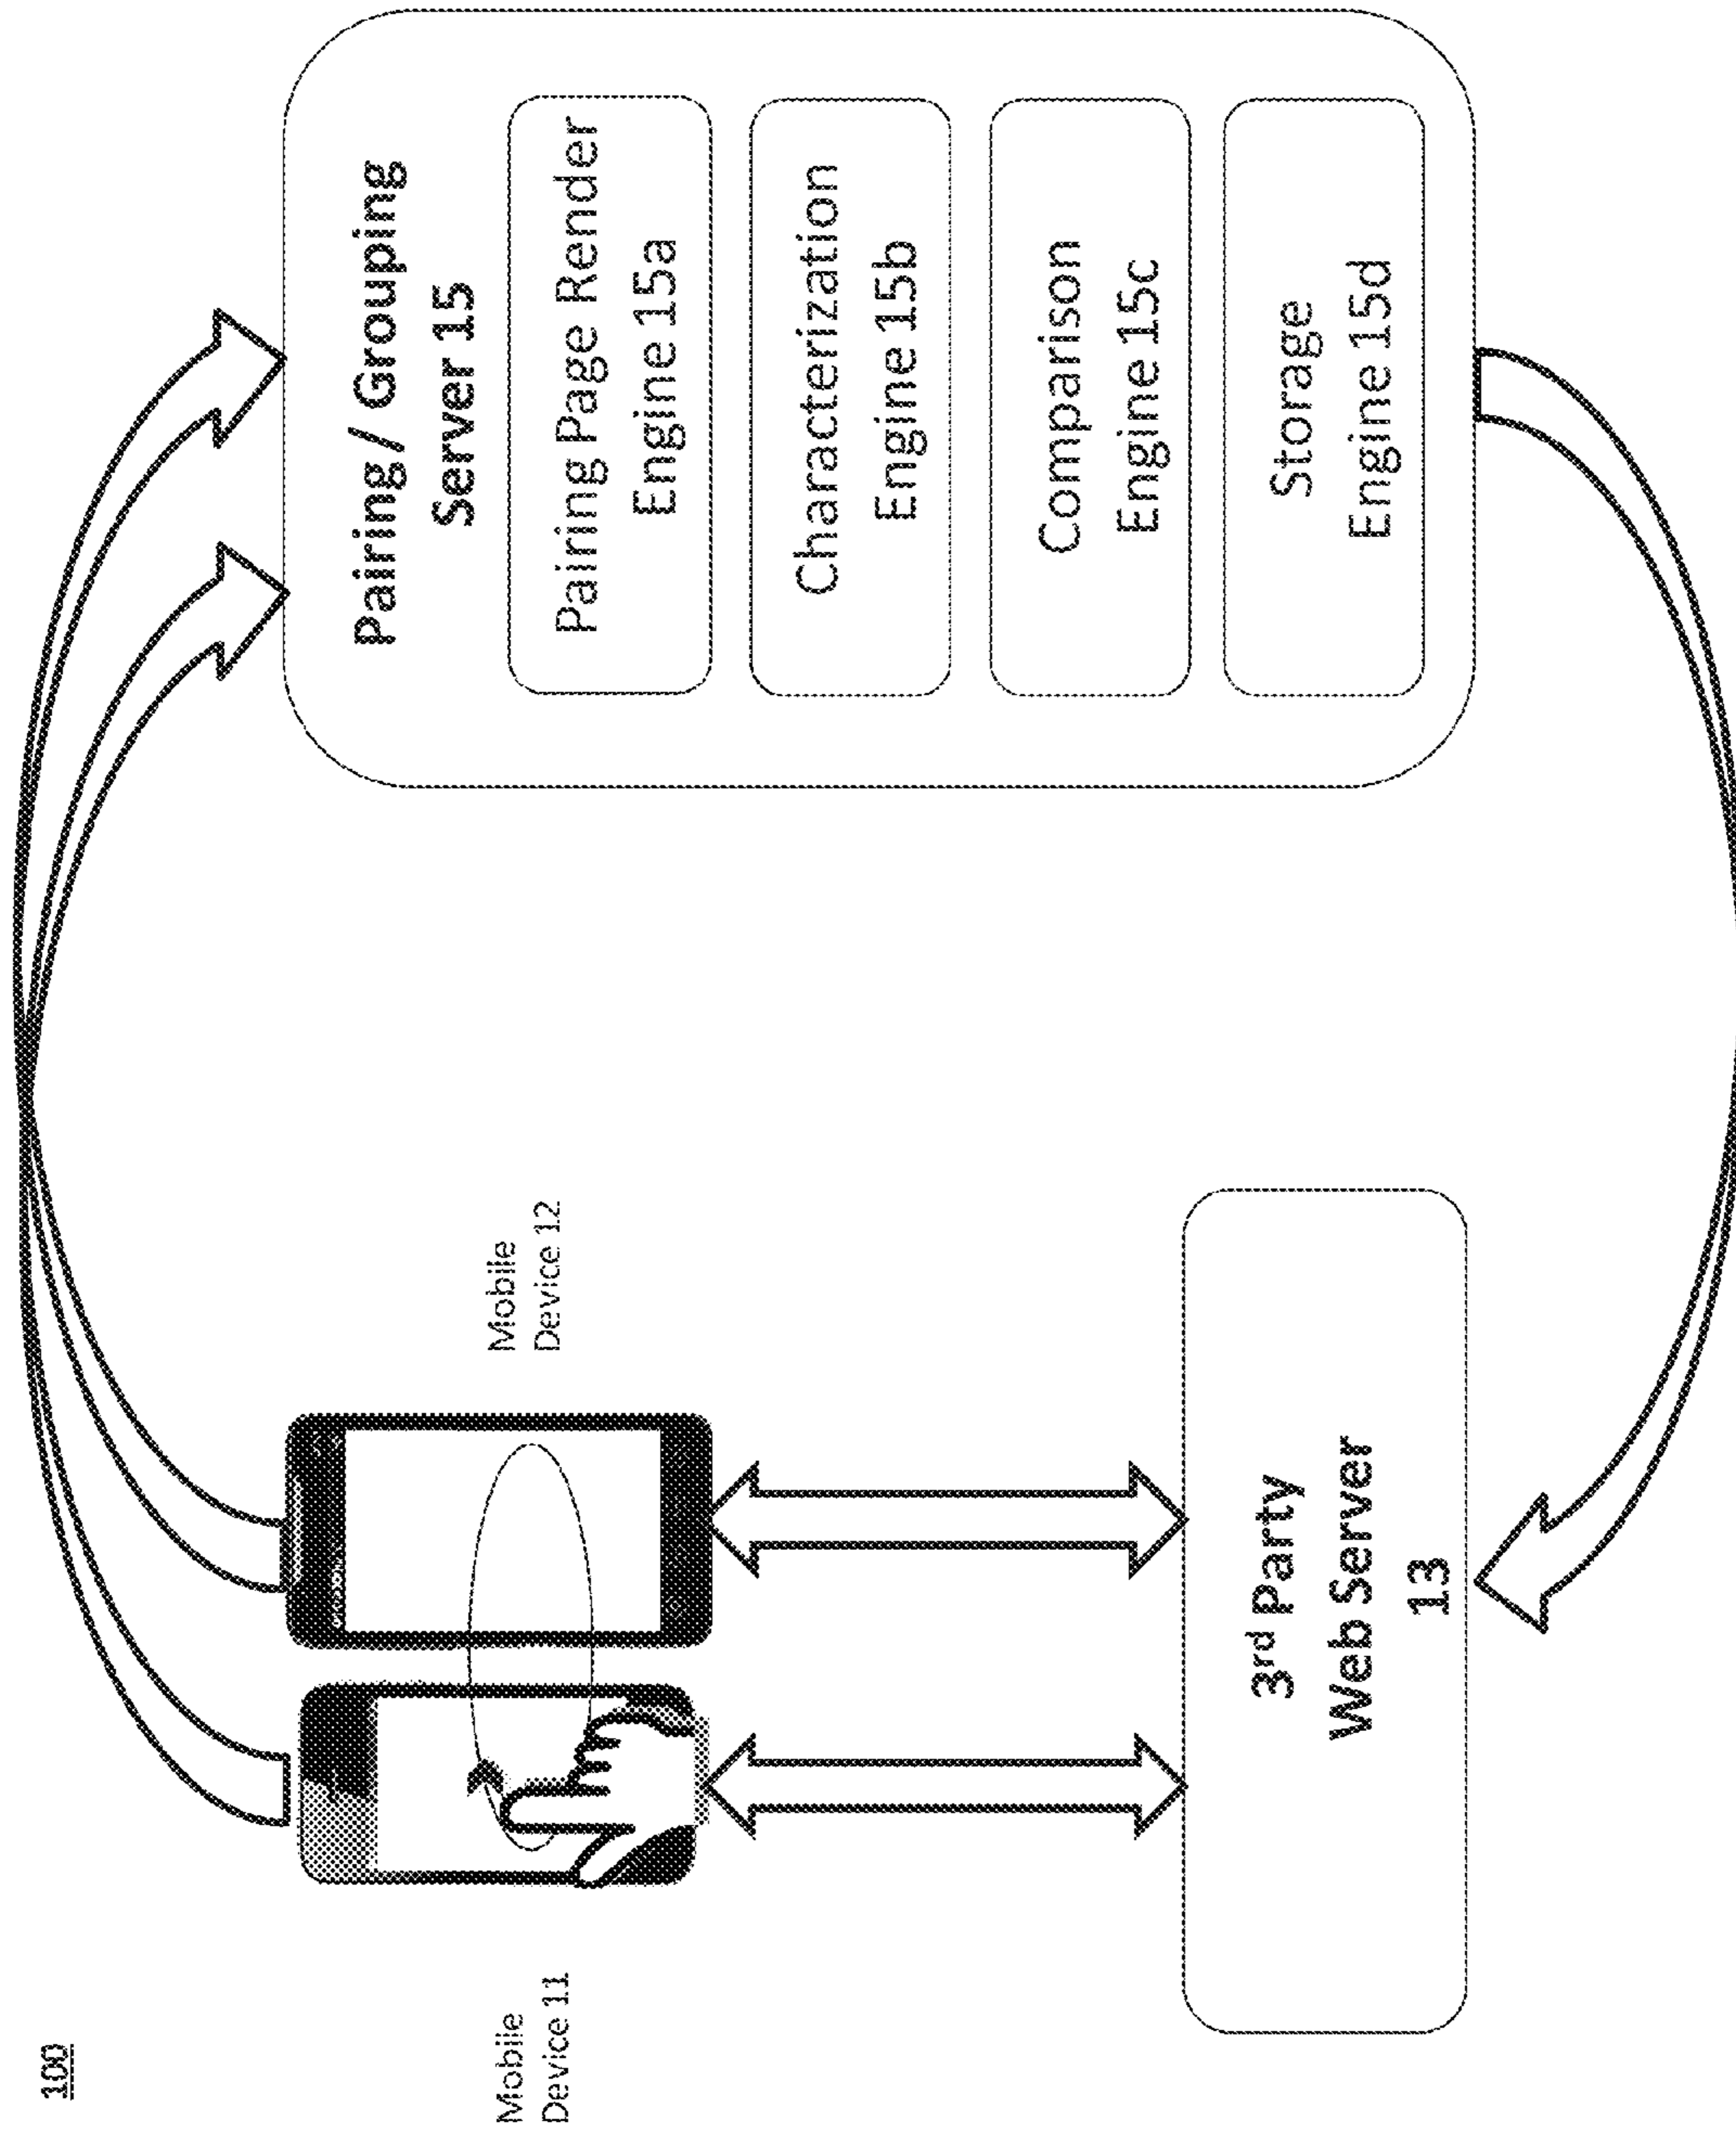 100
Mobile
Device 11
Mobile
Device 12
3rd Party
Web Server
13
Pairing / Grouping
Server 15
Pairing Page Render
Engine 15a
Characterization
Engine 15b
Comparison
Engine 15c
Storage
Engine 15d